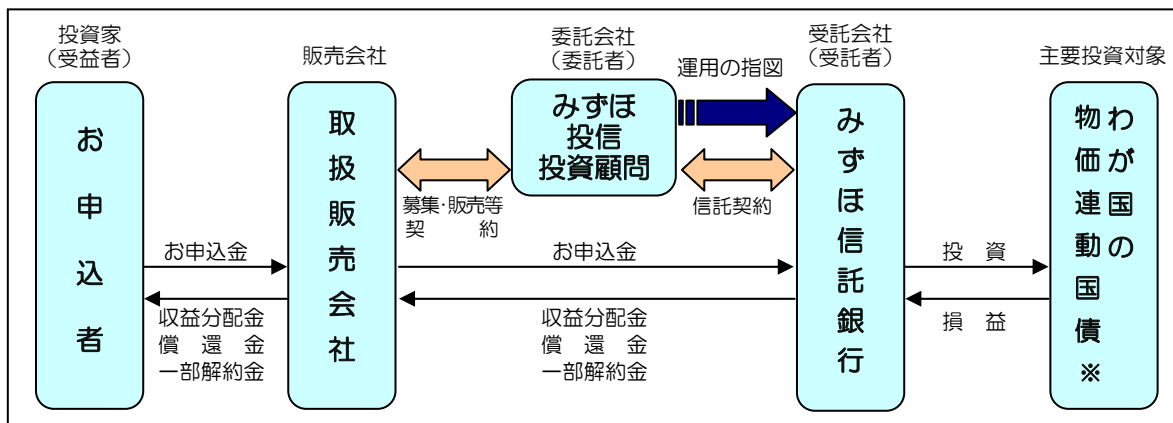 投資家
（受益者）
お申込者
お申込金
収益分配金
償還金
一部解約金
販売会社
取扱販売会社
募集・販売等
契約
お申込金
収益分配金
償還金
一部解約金
委託会社
（委託者）
みずほ
投信
投資顧問
運用の指図
信託契約
受託会社
（受託者）
みずほ信託銀行
投資
損益
主要投資対象
わが国の
物価連動国債※